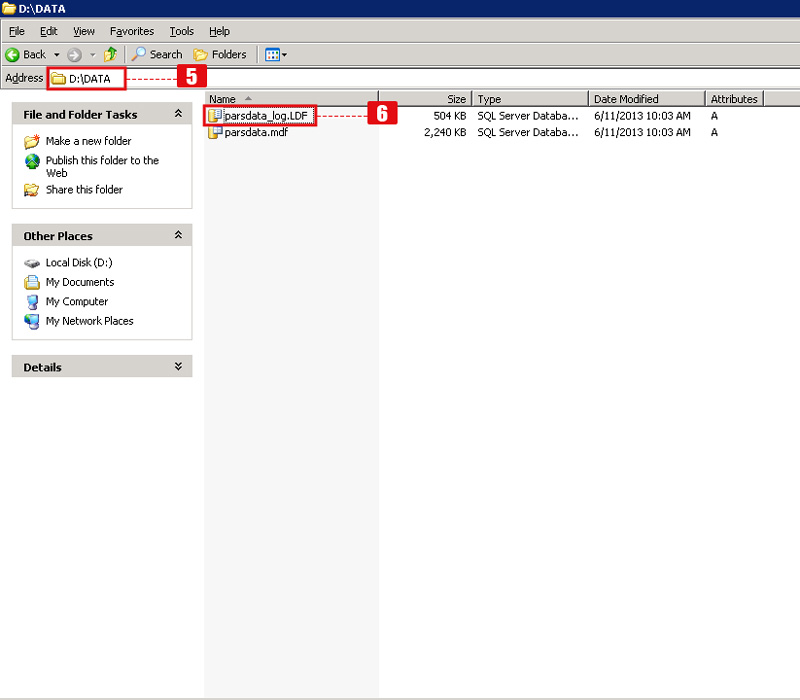 D:\DATA
File Edit View Favorites Tools Help
Back Search Folders
Address D:\DATA 5
Name Size Type Date Modified Attributes
parsdata_log.LDF 6 504 KB SQL Server Databa... 6/11/2013 10:03 AM A
parsdata.mdf 2,240 KB SQL Server Databa... 6/11/2013 10:03 AM A
File and Folder Tasks
Make a new folder
Publish this folder to the
Web
Share this folder
Other Places
Local Disk (D:)
My Documents
My Computer
My Network Places
Details